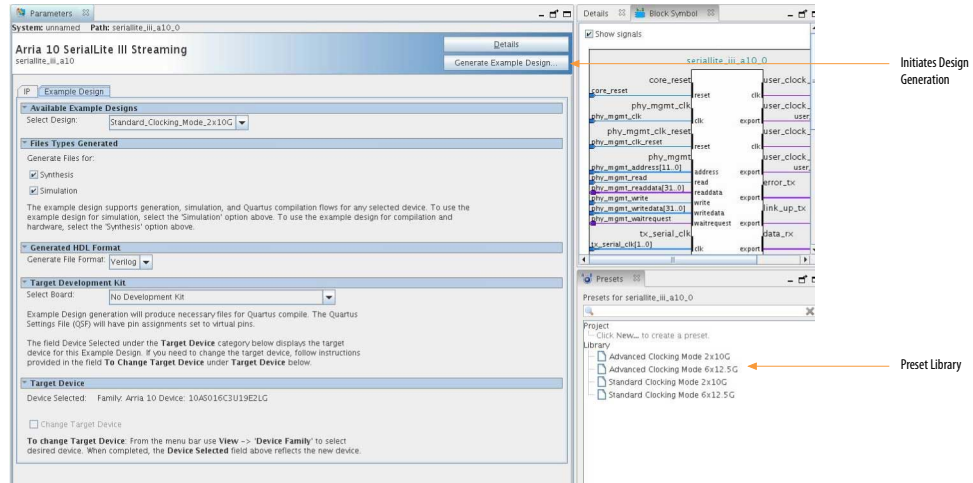 Parameters
System: unnamed Path: seriallite_iii_a10_0
Arria 10 SerialLite III Streaming
seriallite_iii_a10
Details
Generate Example Design...
IP Example Design
Available Example Designs
Select Design: Standard_Clocking_Mode_2x10G
Files Types Generated
Generate Files for:
Synthesis
Simulation
The example design supports generation, simulation, and Quartus compilation flows for any selected device. To use the
example design for simulation, select the 'Simulation' option above. To use the example design for compilation and
hardware, select the 'Synthesis' option above.
Generated HDL Format
Generate File Format: Verilog
Target Development Kit
Select Board: No Development Kit
Example Design generation will produce necessary files for Quartus compile. The Quartus
Settings File (QSF) will have pin assignments set to virtual pins.
The field Device Selected under the Target Device category below displays the target
device for this Example Design. If you need to change the target device, follow instructions
provided in the field To Change Target Device under Target Device below.
Target Device
Device Selected: Family: Arria 10 Device: 10AS016C3U19E2LG
Change Target Device
To change Target Device: From the menu bar use View -> 'Device Family' to select
desired device. When completed, the Device Selected field above reflects the new device.
Details Block Symbol
Show signals
seriallite_iii_a10_0
core_reset user_clock_
core_reset reset clk
phy_mgmt_clk user_clock_
phy_mgmt_clk clk export user
phy_mgmt_clk_reset user_clock_
phy_mgmt_clk_reset reset clk
phy_mgmt user_clock_
phy_mgmt_address[11..0] address export user_
phy_mgmt_read read error_tx
phy_mgmt_readdata[31..0] readdata
phy_mgmt_write write export
phy_mgmt_writedata[31..0] writedata link_up_tx
phy_mgmt_waitrequest waitrequest export
tx_serial_clk data_rx
tx_serial_clk[1..0] clk export
Presets
Presets for seriallite_iii_a10_0
Project
Click New... to create a preset.
Library
Advanced Clocking Mode 2x10G
Advanced Clocking Mode 6x12.5G
Standard Clocking Mode 2x10G
Standard Clocking Mode 6x12.5G
Initiates Design
Generation
Preset Library